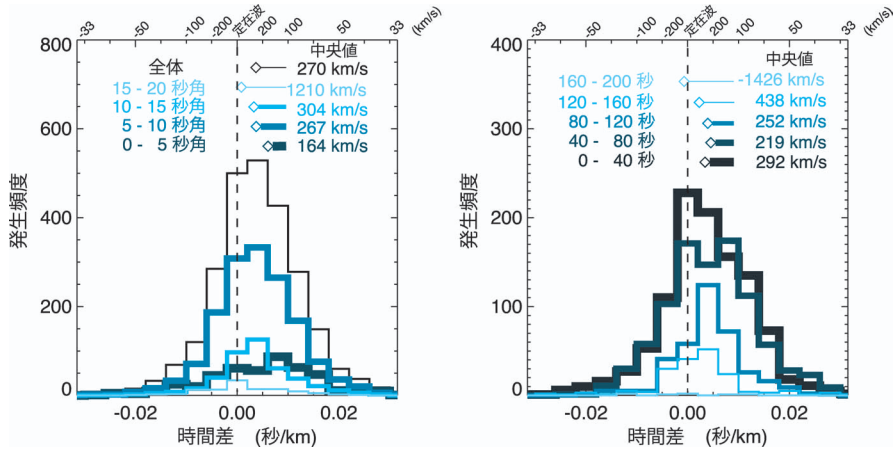 -33 -50 -100 -200 定在波 200 100 50 33 (km/s)
800
600
400
200
0
発生頻度
全体
15 - 20 秒角
10 - 15 秒角
5 - 10 秒角
0 - 5 秒角
中央値
270 km/s
1210 km/s
304 km/s
267 km/s
164 km/s
-0.02 0.00 0.02
時間差 (秒/km)
-33 -50 -100 -200 定在波 200 100 50 33 (km/s)
400
300
200
100
0
発生頻度
160 - 200 秒
120 - 160 秒
80 - 120 秒
40 - 80 秒
0 - 40 秒
中央値
-1426 km/s
438 km/s
252 km/s
219 km/s
292 km/s
-0.02 0.00 0.02
時間差 (秒/km)